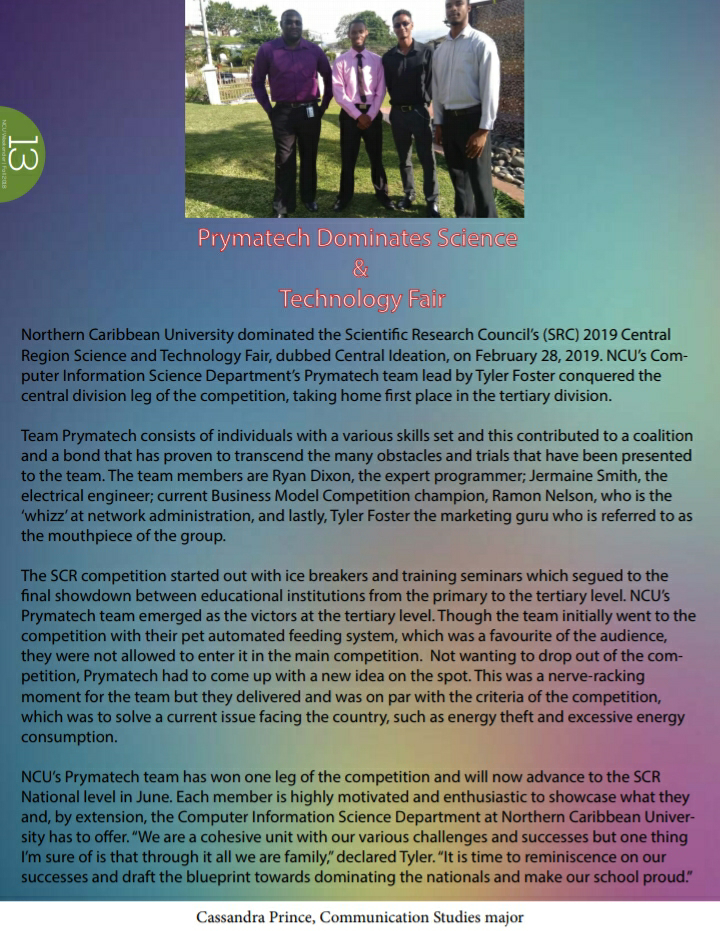 13
Prymatech Dominates Science
&
Technology Fair
Northern Caribbean University dominated the Scientific Research Council's (SRC) 2019 Central
Region Science and Technology Fair, dubbed Central Ideation, on February 28, 2019. NCU's Com-
puter Information Science Department's Prymatech team lead by Tyler Foster conquered the
central division leg of the competition, taking home first place in the tertiary division.
Team Prymatech consists of individuals with a various skills set and this contributed to a coalition
and a bond that has proven to transcend the many obstacles and trials that have been presented
to the team. The team members are Ryan Dixon, the expert programmer; Jermaine Smith, the
electrical engineer; current Business Model Competition champion, Ramon Nelson, who is the
'whizz' at network administration, and lastly, Tyler Foster the marketing guru who is referred to as
the mouthpiece of the group.
The SCR competition started out with ice breakers and training seminars which segued to the
final showdown between educational institutions from the primary to the tertiary level. NCU's
Prymatech team emerged as the victors at the tertiary level. Though the team initially went to the
competition with their pet automated feeding system, which was a favourite of the audience,
they were not allowed to enter it in the main competition.  Not wanting to drop out of the com-
petition, Prymatech had to come up with a new idea on the spot. This was a nerve-racking
moment for the team but they delivered and was on par with the criteria of the competition,
which was to solve a current issue facing the country, such as energy theft and excessive energy
consumption.
NCU's Prymatech team has won one leg of the competition and will now advance to the SCR
National level in June. Each member is highly motivated and enthusiastic to showcase what they
and, by extension, the Computer Information Science Department at Northern Caribbean Univer-
sity has to offer. "We are a cohesive unit with our various challenges and successes but one thing
I'm sure of is that through it all we are family," declared Tyler. "It is time to reminiscence on our
successes and draft the blueprint towards dominating the nationals and make our school proud."
Cassandra Prince, Communication Studies major